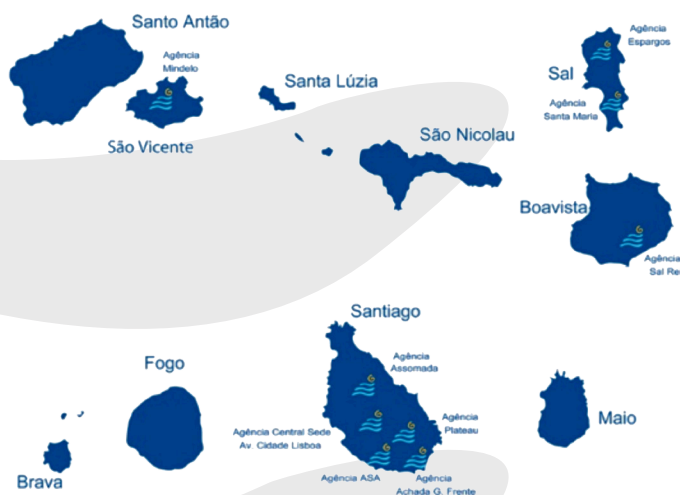 Santo Antão
Agência
Mindelo
São Vicente
Santa Lúzia
São Nicolau
Agência
Espargos
Sal
Agência
Santa Maria
Boavista
Agência
Sal Re
Santiago
Agência
Assomada
Agência Central Sede
Av. Cidade Lisboa
Agência
Plateau
Agência ASA
Agência
Achada G. Frente
Fogo
Brava
Maio